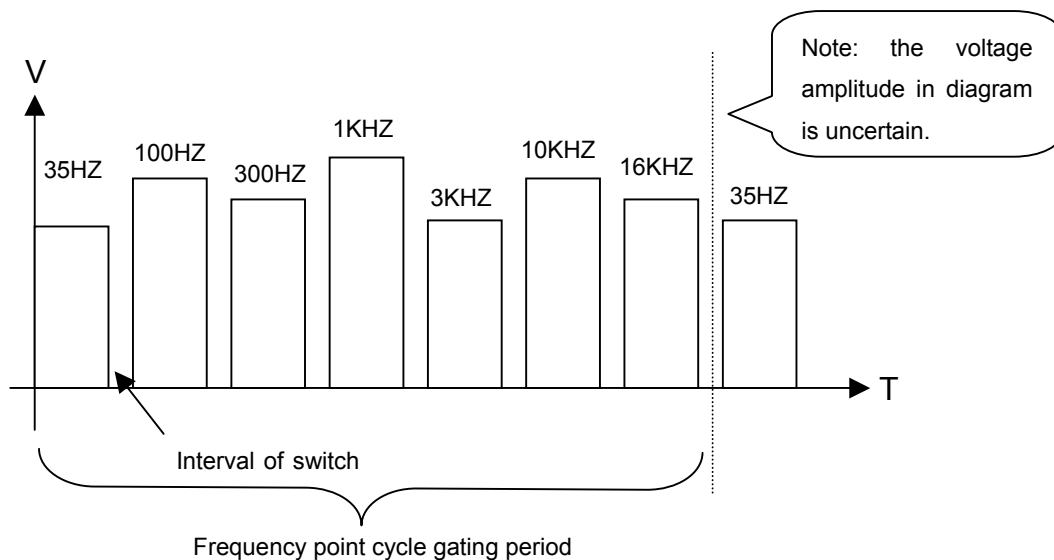 Note: the voltage
amplitude in diagram
is uncertain.
V
1KHZ
100HZ
10KHZ
35HZ
300HZ
16KHZ
3KHZ
35HZ
T
Interval of switch
Frequency point cycle gating period